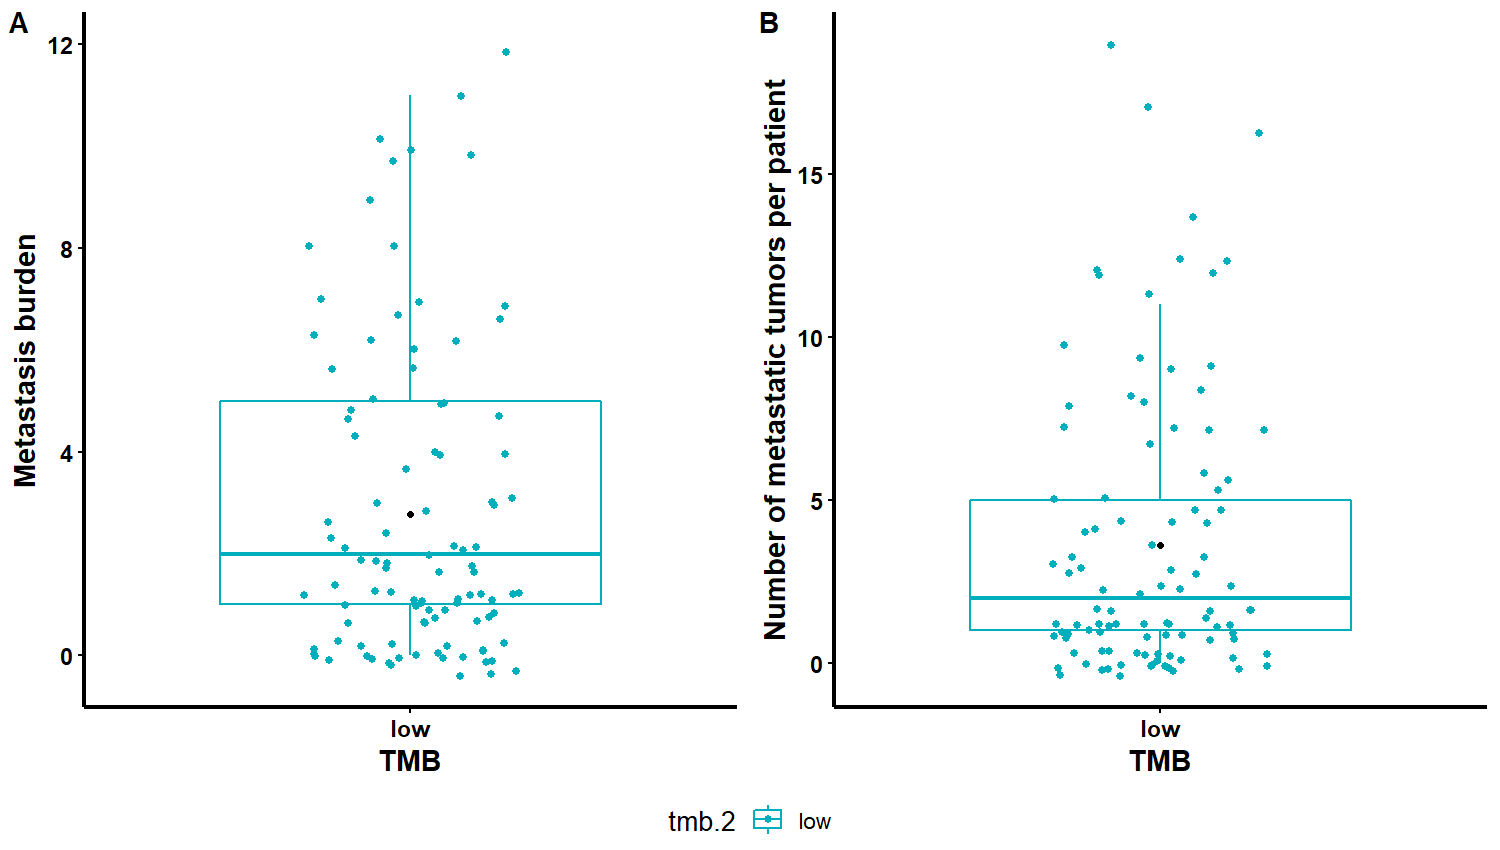 A
Metastasis burden
12
8
4
0
low
TMB
B
Number of metastatic tumors per patient
15
10
5
0
low
TMB
tmb.2 low